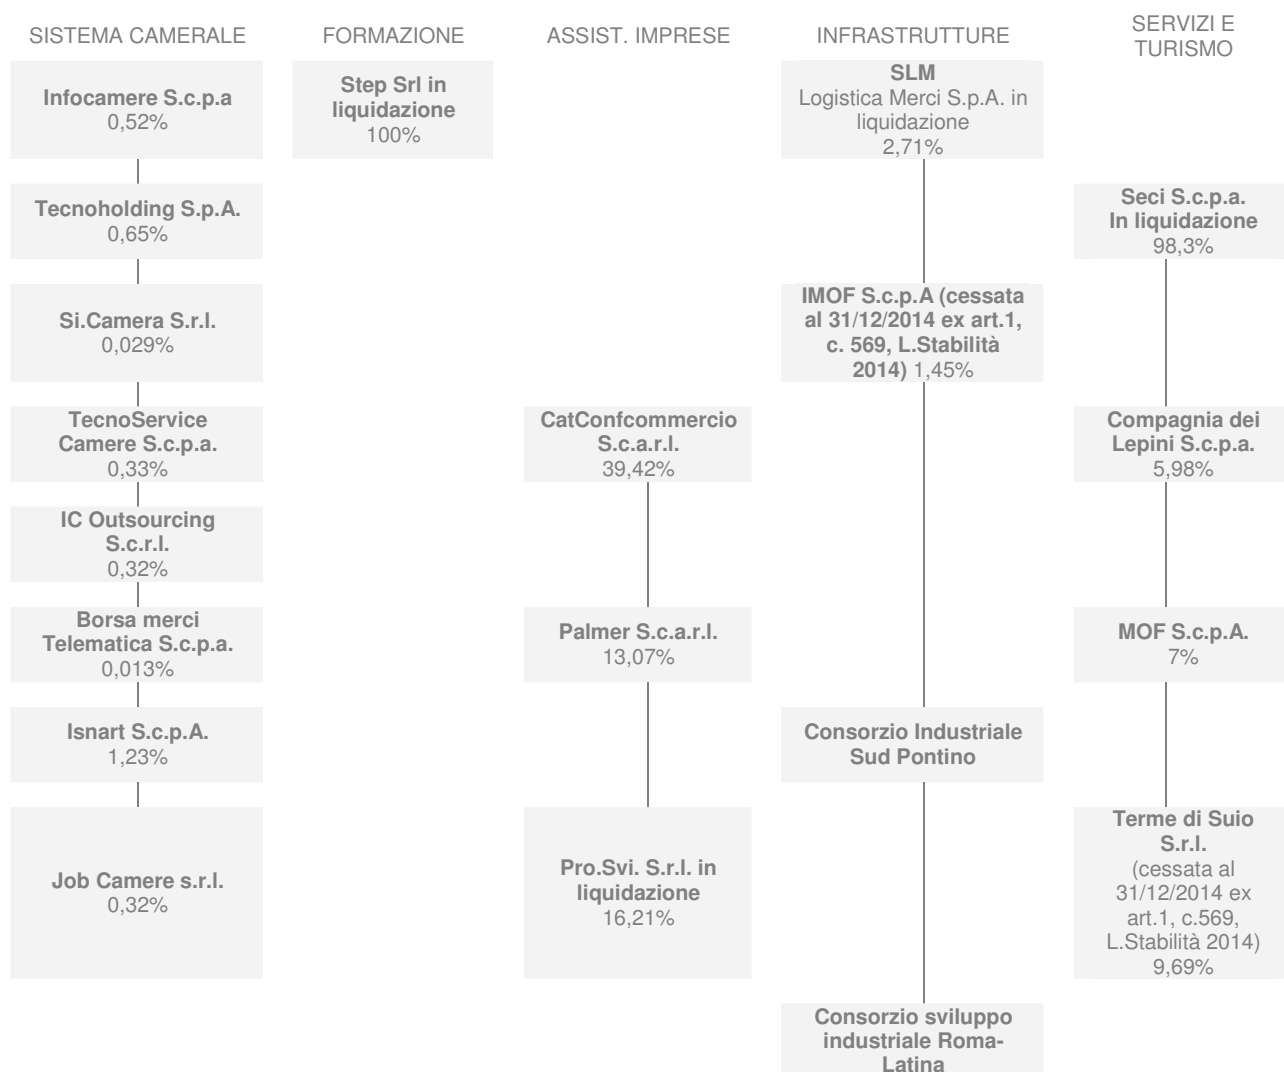 SISTEMA CAMERALE
Infocamere S.c.p.a
0,52%
Tecnoholding S.p.A.
0,65%
Si.Camera S.r.l.
0,029%
TecnoService
Camere S.c.p.a.
0,33%
IC Outsourcing
S.c.r.l.
0,32%
Borsa merci
Telematica S.c.p.a.
0,013%
Isnart S.c.p.A.
1,23%
Job Camere s.r.l.
0,32%
FORMAZIONE
Step Srl in
liquidazione
100%
ASSIST. IMPRESE
CatConfcommercio
S.c.a.r.l.
39,42%
Palmer S.c.a.r.l.
13,07%
Pro.Svi. S.r.l. in
liquidazione
16,21%
INFRASTRUTTURE
SLM
Logistica Merci S.p.A. in
liquidazione
2,71%
IMOF S.c.p.A (cessata
al 31/12/2014 ex art.1,
c. 569, L.Stabilità
2014) 1,45%
Consorzio Industriale
Sud Pontino
Consorzio sviluppo
industriale Roma-
Latina
SERVIZI E
TURISMO
Seci S.c.p.a.
In liquidazione
98,3%
Compagnia dei
Lepini S.c.p.a.
5,98%
MOF S.c.p.A.
7%
Terme di Suio
S.r.l.
(cessata al
31/12/2014 ex
art.1, c.569,
L.Stabilità 2014)
9,69%